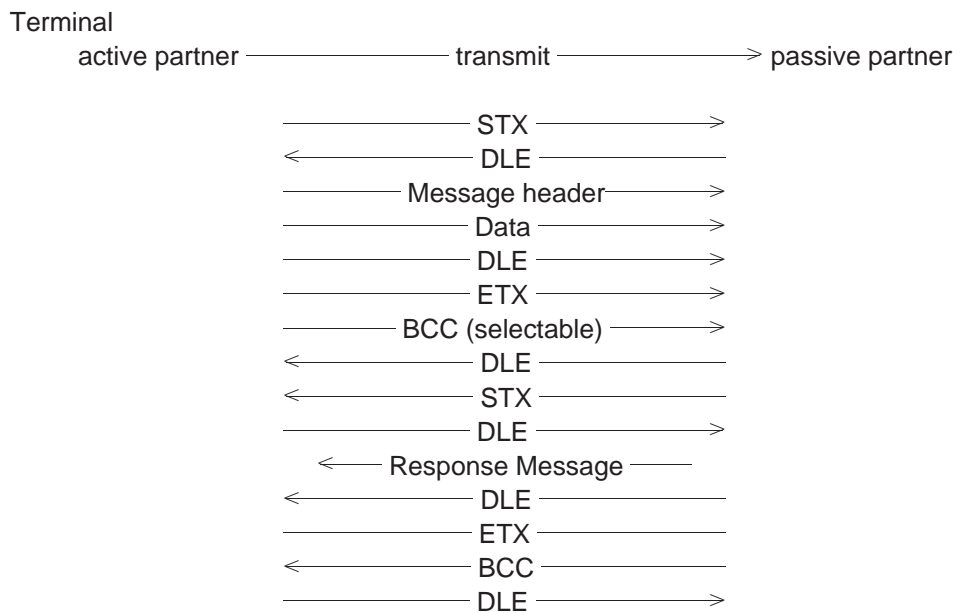 Terminal
active partner transmit passive partner
STX
DLE
Message header
Data
DLE
ETX
BCC (selectable)
DLE
STX
DLE
Response Message
DLE
ETX
BCC
DLE